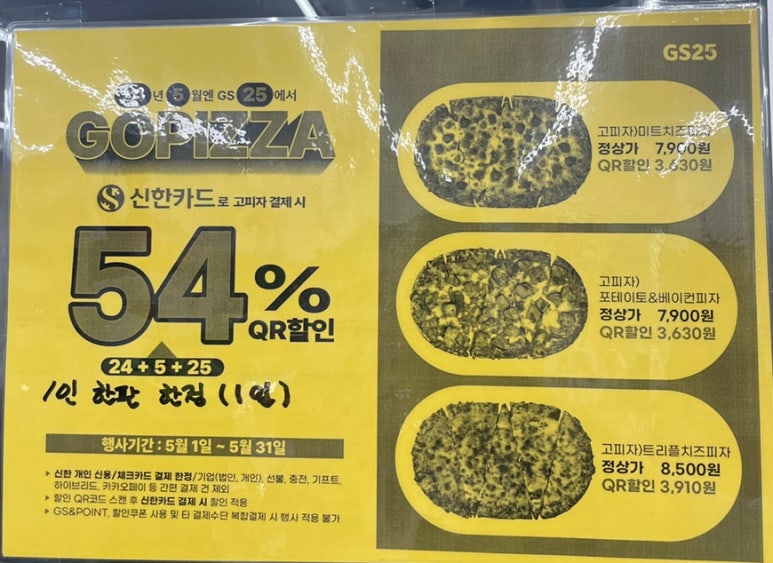 년 5월엔 GS 25에서
GOPIZZA
신한카드로 고피자 결제 시
54%
QR할인
24+5+25
1인 한판 한정 (1일)
행사기간 : 5월 1일 ~ 5월 31일
▸ 신한 개인 신용/체크카드 결제 한정/기업(법인, 개인), 선불, 충전, 기프트,
하이브리드, 카카오페이 등 간편 결제 건 제외
▸ 할인 QR코드 스캔 후 신한카드 결제 시 할인 적용
▸ GS&POINT, 할인쿠폰 사용 및 타 결제수단 복합결제 시 행사 적용 불가
GS25
고피자)미트치즈피자
정상가 7,900원
QR할인 3,630원
고피자)
포테이토&베이컨피자
정상가 7,900원
QR할인 3,630원
고피자)트리플치즈피자
정상가 8,500원
QR할인 3,910원